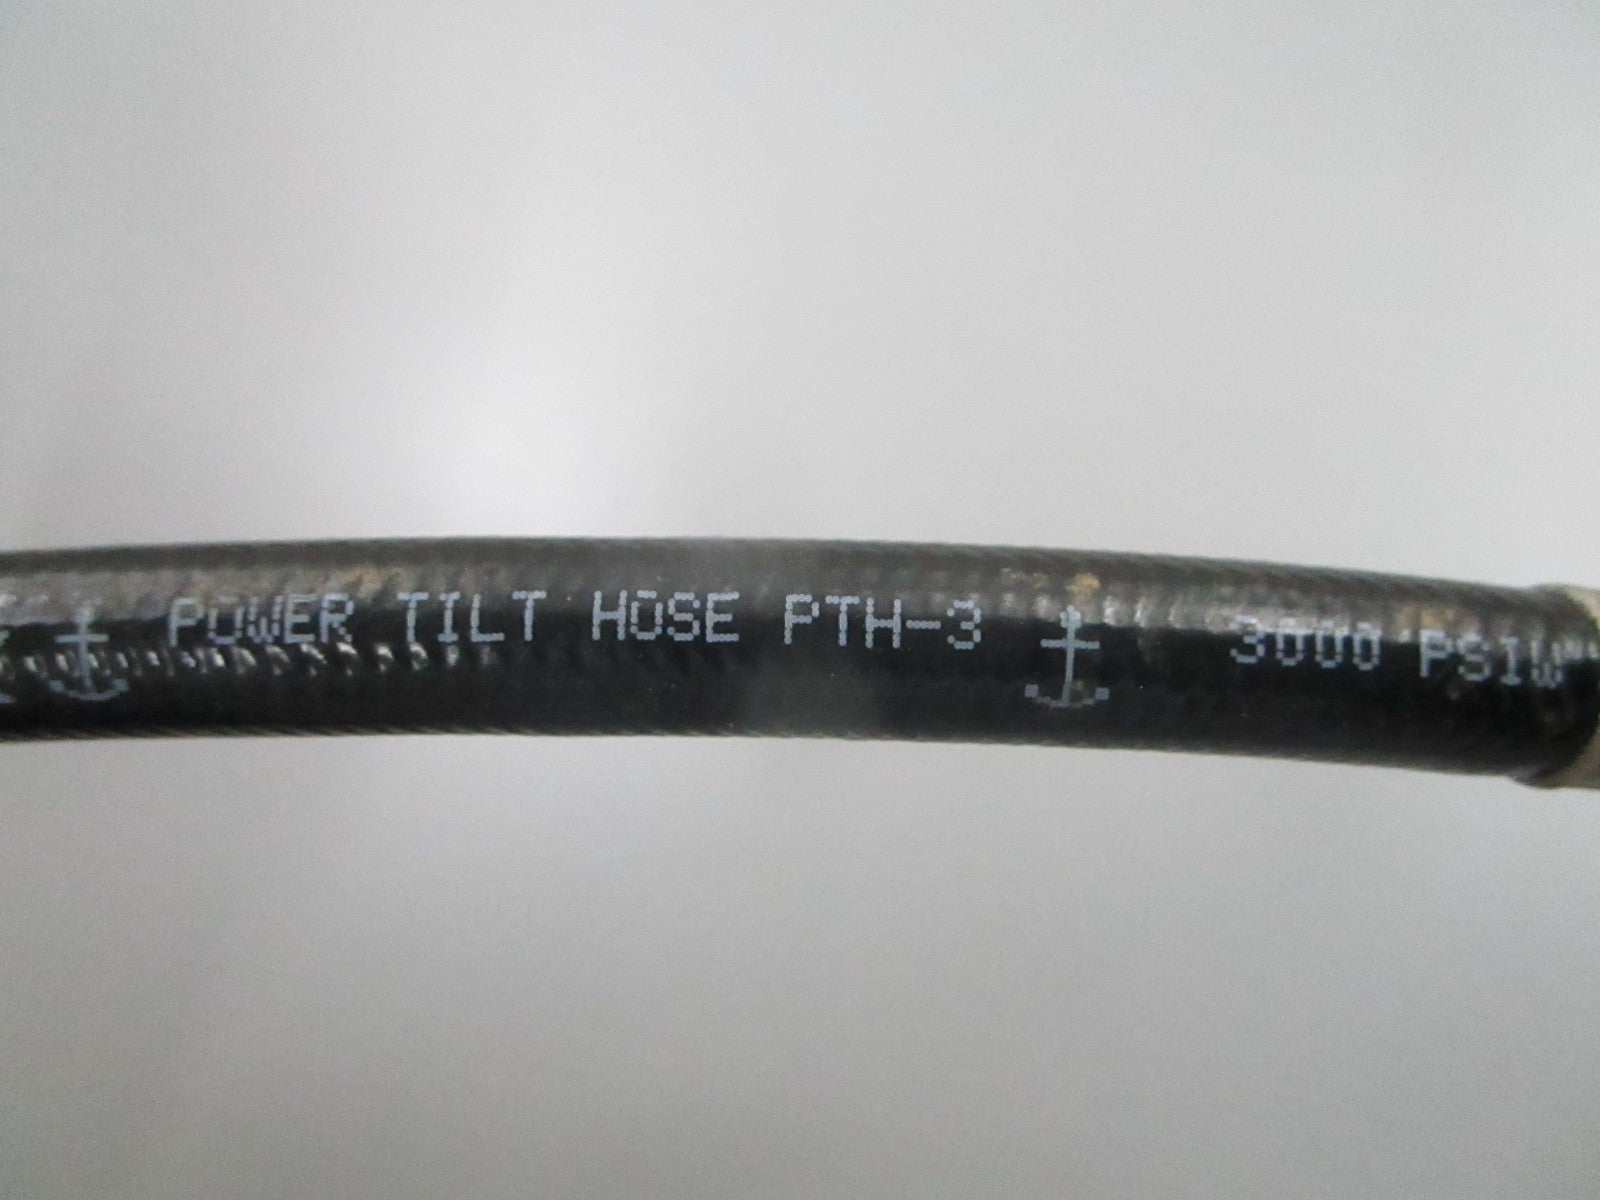 POWER TILT HOSE PTH-3 3000 PSIW